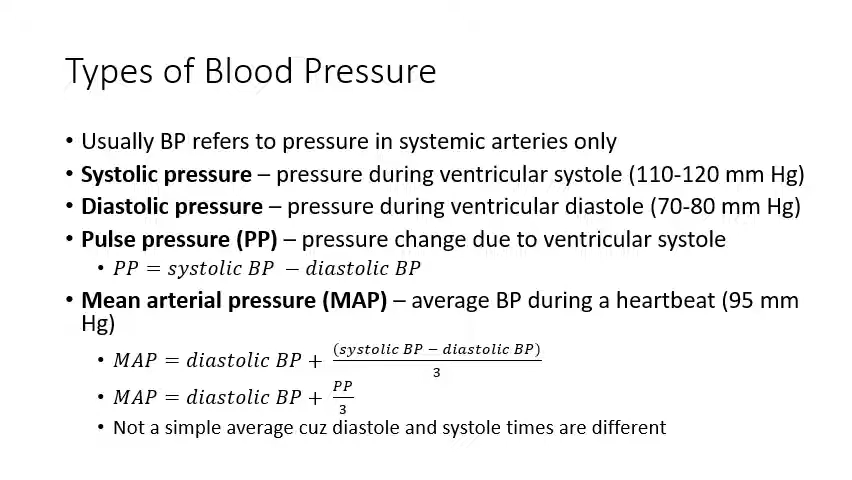 Types of Blood Pressure
• Usually BP refers to pressure in systemic arteries only
• Systolic pressure – pressure during ventricular systole (110-120 mm Hg)
• Diastolic pressure – pressure during ventricular diastole (70-80 mm Hg)
• Pulse pressure (PP) – pressure change due to ventricular systole
• PP = systolic BP − diastolic BP
• Mean arterial pressure (MAP) – average BP during a heartbeat (95 mm
Hg)
• MAP = diastolic BP + (systolic BP − diastolic BP)/3
• MAP = diastolic BP + PP/3
• Not a simple average cuz diastole and systole times are different